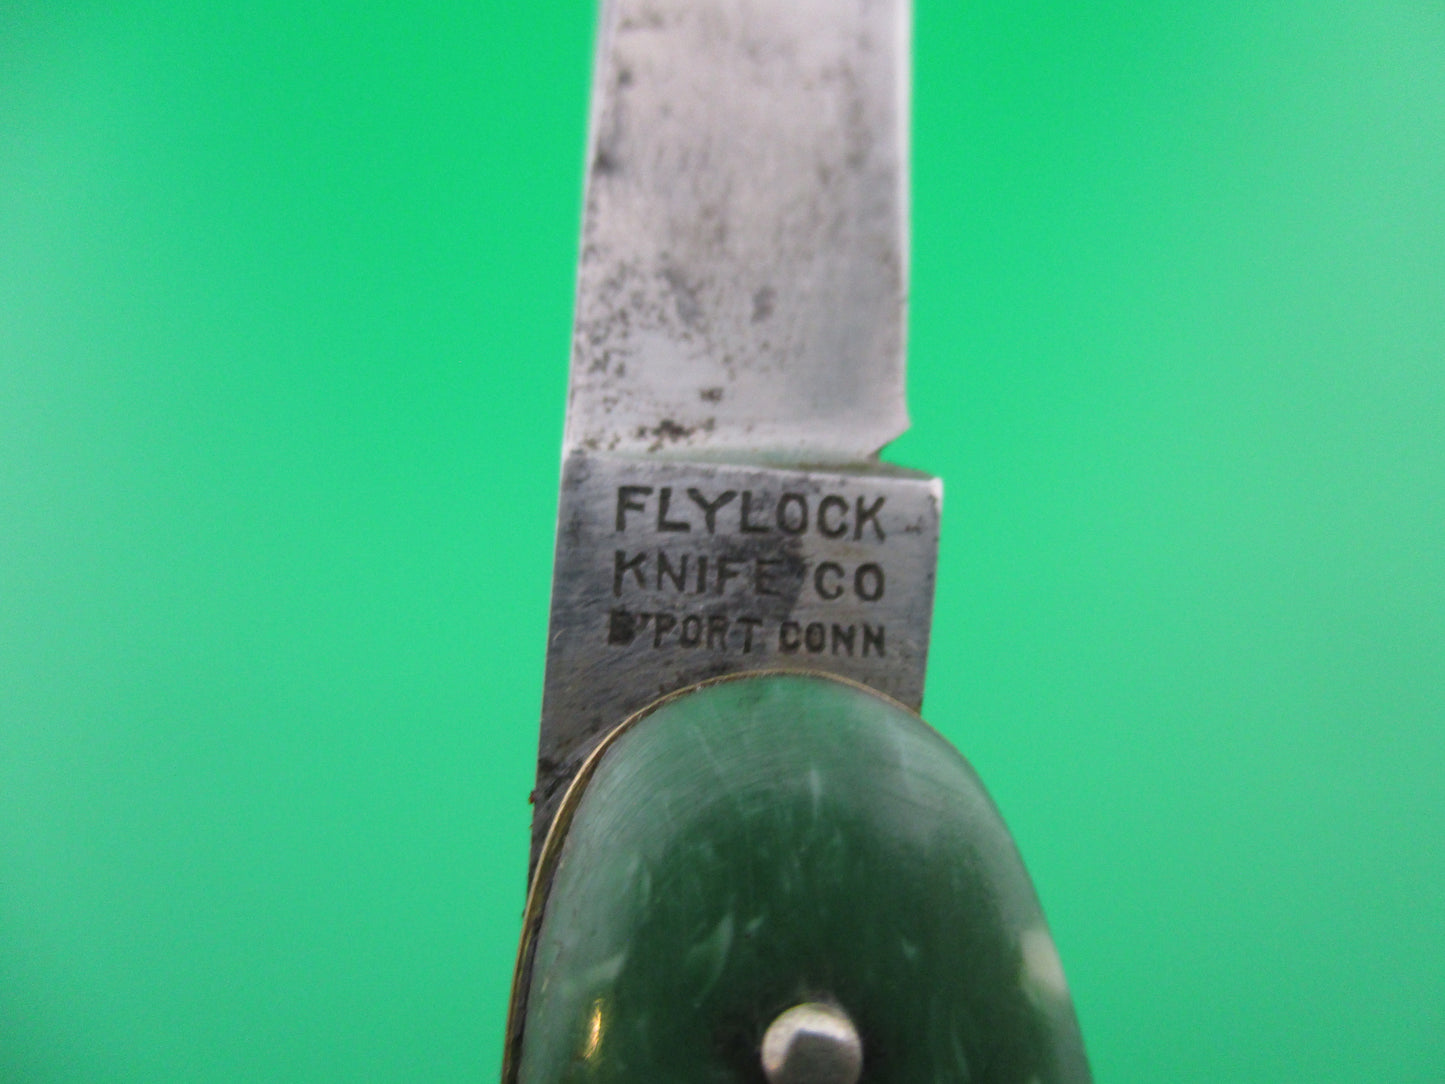 FLYLOCK
KNIFE CO
B'PORT CONN